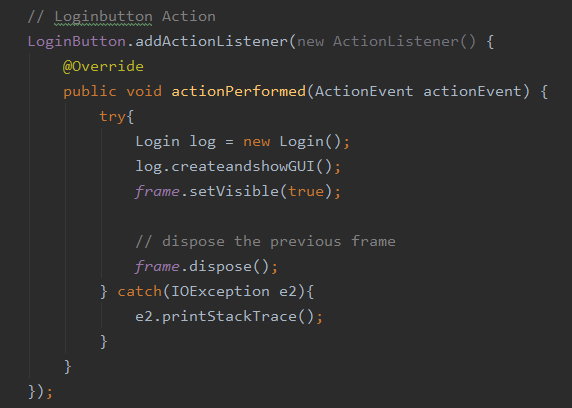 // Loginbutton Action
LoginButton.addActionListener(new ActionListener() {
@Override
public void actionPerformed(ActionEvent actionEvent) {
try{
Login log = new Login();
log.createandshowGUI();
frame.setVisible(true);
// dispose the previous frame
frame.dispose();
} catch(IOException e2){
e2.printStackTrace();
}
}
});